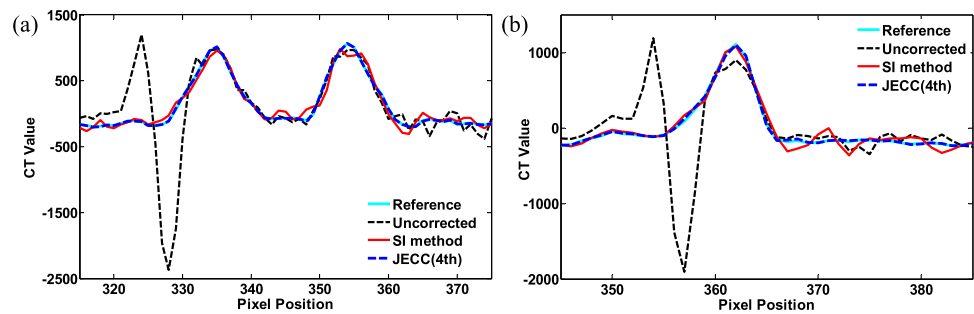 (a)
1500
500
-500
-1500
-2500
CT Value
320
330
340
350
360
370
Pixel Position
Reference
Uncorrected
SI method
JECC(4th)
(b)
1000
0
-1000
-2000
CT Value
350
360
370
380
Pixel Position
Reference
Uncorrected
SI method
JECC(4th)